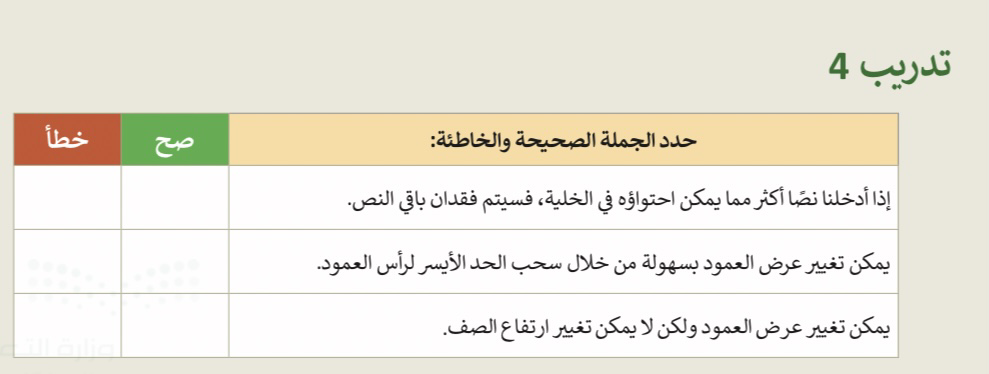 تدريب 4
حدد الجملة الصحيحة والخاطئة: صح خطأ
إذا أدخلنا نصًا أكثر مما يمكن احتواؤه في الخلية، فسيتم فقدان باقي النص.
يمكن تغيير عرض العمود بسهولة من خلال سحب الحد الأيسر لرأس العمود.
يمكن تغيير عرض العمود ولكن لا يمكن تغيير ارتفاع الصف.
وزارة التع